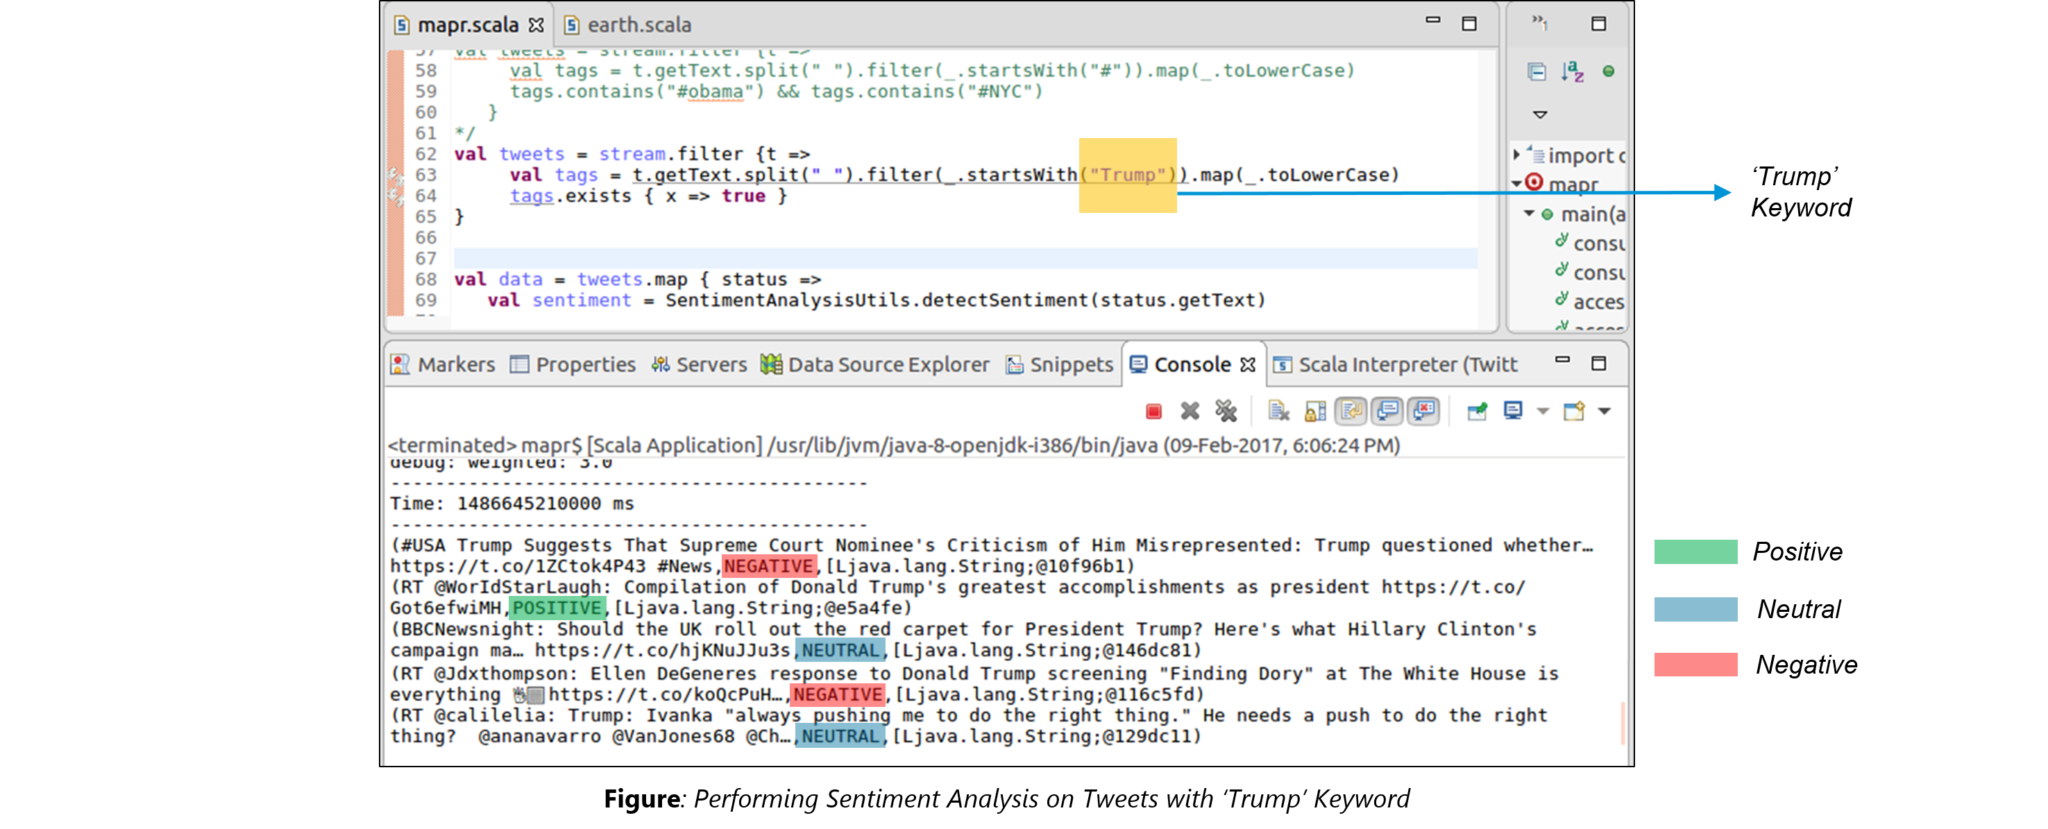 mapr.scala
earth.scala
57 val tweets = stream.filter {t =>
58 val tags = t.getText.split(" ").filter(_.startsWith("#")).map(_.toLowerCase)
59 tags.contains("#obama") && tags.contains("#NYC")
60 }
61 */
62 val tweets = stream.filter {t =>
63 val tags = t.getText.split(" ").filter(_.startsWith("Trump")).map(_.toLowerCase)
64 tags.exists { x => true }
65 }
66
67
68 val data = tweets.map { status =>
69 val sentiment = SentimentAnalysisUtils.detectSentiment(status.getText)
import c
mapr
main(a
consu
consu
acces
'Trump'
Keyword
Markers Properties Servers Data Source Explorer Snippets Console Scala Interpreter (Twitt
<terminated> mapr$ [Scala Application] /usr/lib/jvm/java-8-openjdk-i386/bin/java (09-Feb-2017, 6:06:24 PM)
debug: weighted: 3.0
-------------------------------------------
Time: 1486645210000 ms
-------------------------------------------
(#USA Trump Suggests That Supreme Court Nominee's Criticism of Him Misrepresented: Trump questioned whether…
https://t.co/1ZCtok4P43 #News,NEGATIVE,[Ljava.lang.String;@10f96b1)
(RT @WorIdStarLaugh: Compilation of Donald Trump's greatest accomplishments as president https://t.co/
Got6efwiMH,POSITIVE,[Ljava.lang.String;@e5a4fe)
(BBCNewsnight: Should the UK roll out the red carpet for President Trump? Here's what Hillary Clinton's
campaign ma… https://t.co/hjKNuJJu3s,NEUTRAL,[Ljava.lang.String;@146dc81)
(RT @Jdxthompson: Ellen DeGeneres response to Donald Trump screening "Finding Dory" at The White House is
everything https://t.co/koQcPuH…,NEGATIVE,[Ljava.lang.String;@116c5fd)
(RT @calilelia: Trump: Ivanka "always pushing me to do the right thing." He needs a push to do the right
thing? @ananavarro @VanJones68 @Ch…,NEUTRAL,[Ljava.lang.String;@129dc11)
Positive
Neutral
Negative
Figure: Performing Sentiment Analysis on Tweets with 'Trump' Keyword